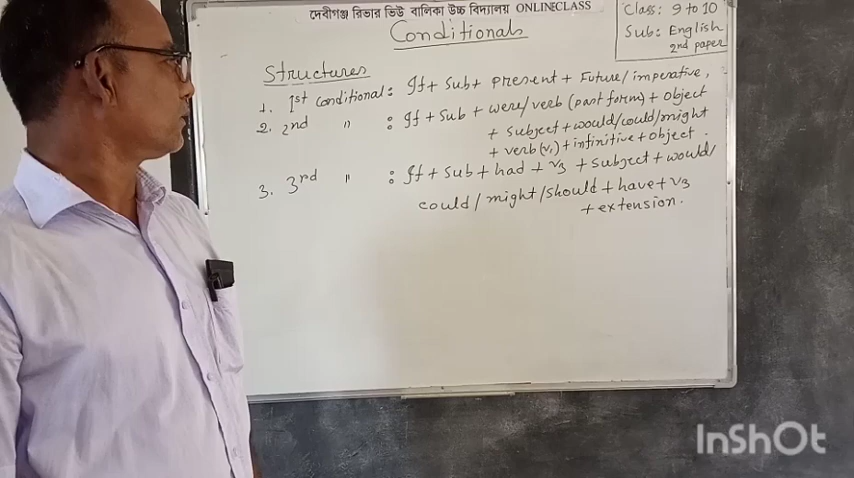 দেবীগঞ্জ রিভার ভিউ বালিকা উচ্চ বিদ্যালয় ONLINE CLASS
Conditionals
Class: 9 to 10
Sub: English
2nd paper
Structures
1. 1st conditional: If + Sub + present + Future/imperative,
2. 2nd " : If + Sub + were/verb (past form) + object
+ subject + would/could/might
+ verb (v1) + infinitive + object.
3. 3rd " : If + sub + had + v3 + subject + would/
could/might/should + have + v3
+ extension.
InShOt